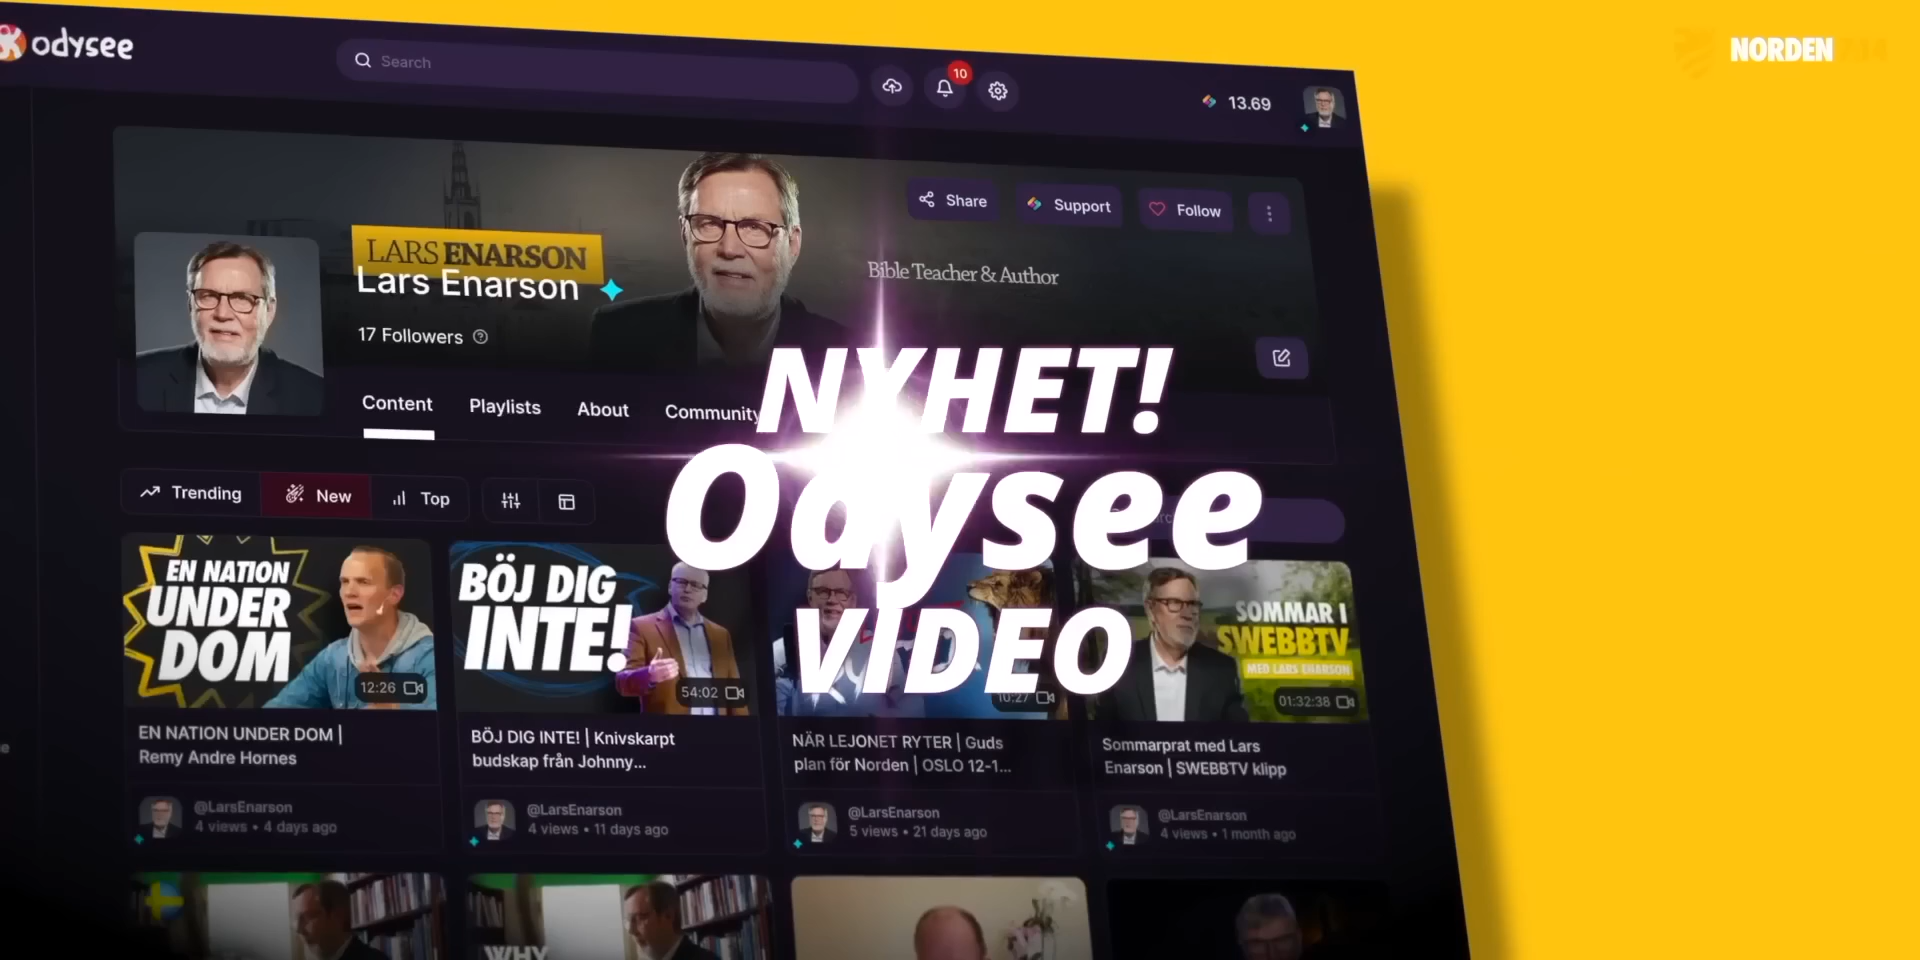 odysee
Search
10
13.69
NORDEN
Share
Support
Follow
LARS ENARSON
Lars Enarson
Bible Teacher & Author
17 Followers
Content
Playlists
About
Community
NYHET!
Odysee
VIDEO
Trending
New
Top
EN NATION
UNDER
DOM
12:26
BÖJ DIG
INTE!
54:02
10:27
SOMMAR I
SWEBBTV
MED LARS ENARSON
01:32:38
EN NATION UNDER DOM |
Remy Andre Hornes
@LarsEnarson
4 views • 4 days ago
BÖJ DIG INTE! | Knivskarpt
budskap från Johnny...
@LarsEnarson
4 views • 11 days ago
NÄR LEJONET RYTER | Guds
plan för Norden | OSLO 12-1...
@LarsEnarson
5 views • 21 days ago
Sommarprat med Lars
Enarson | SWEBBTV klipp
@LarsEnarson
4 views • 1 month ago
WHY